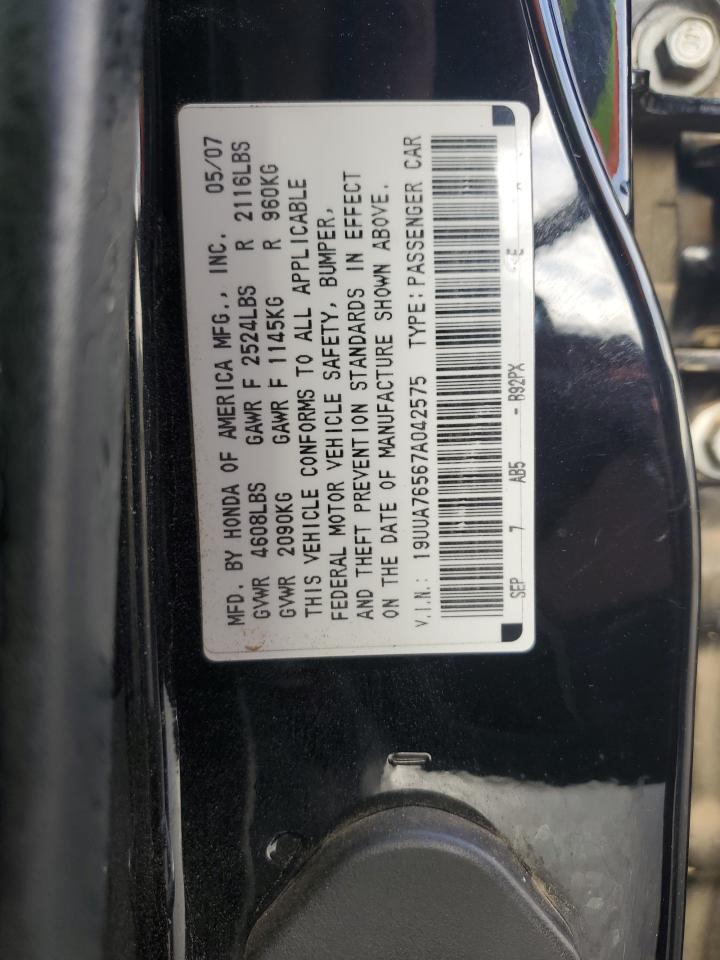 MFD. BY HONDA OF AMERICA MFG., INC. 05/07
GVWR 4608LBS GAWR F 2524LBS R 2116LBS
GVWR 2090KG GAWR F 1145KG R 960KG
THIS VEHICLE CONFORMS TO ALL APPLICABLE
FEDERAL MOTOR VEHICLE SAFETY, BUMPER,
AND THEFT PREVENTION STANDARDS IN EFFECT
ON THE DATE OF MANUFACTURE SHOWN ABOVE.
V.I.N.: 19UUA76567A042575 TYPE: PASSENGER CAR
SEP 7 AB5 - B92PX